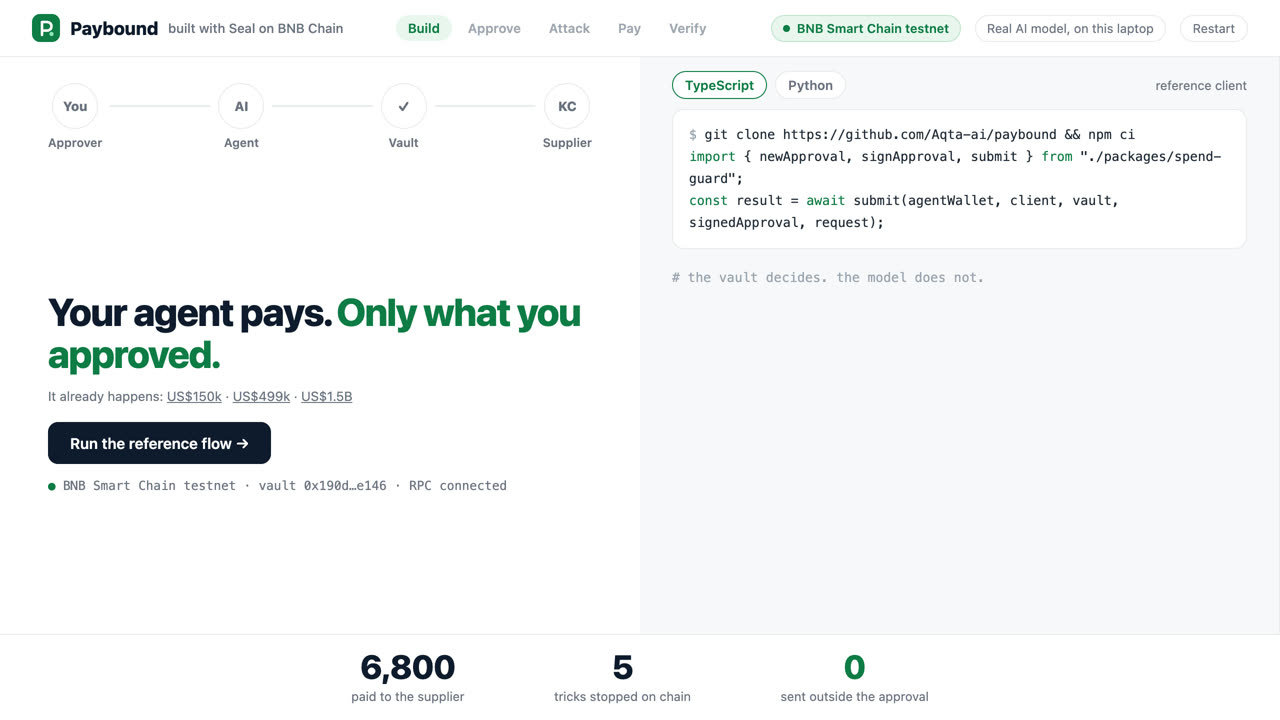 Paybound built with Seal on BNB Chain
Build Approve Attack Pay Verify
BNB Smart Chain testnet
Real AI model, on this laptop
Restart
You AI ✓ KC
Approver Agent Vault Supplier
Your agent pays. Only what you
approved.
It already happens: US$150k · US$499k · US$1.5B
Run the reference flow →
BNB Smart Chain testnet · vault 0x190d…e146 · RPC connected
TypeScript Python reference client
$ git clone https://github.com/Aqta-ai/paybound && npm ci
import { newApproval, signApproval, submit } from "./packages/spend-
guard";
const result = await submit(agentWallet, client, vault,
signedApproval, request);
# the vault decides. the model does not.
6,800 5 0
paid to the supplier tricks stopped on chain sent outside the approval